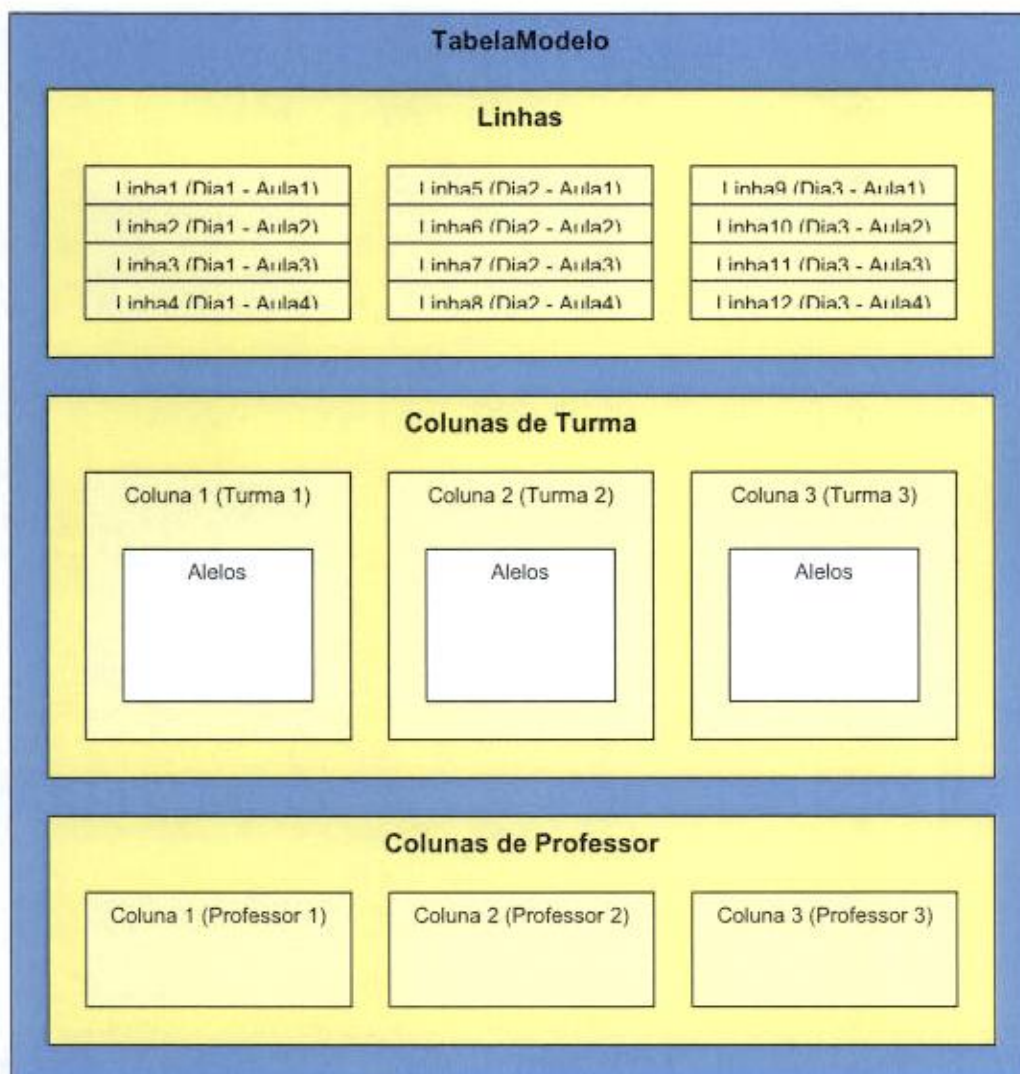 TabelaModelo
Linhas
Linha1 (Dia1 - Aula1)
Linha2 (Dia1 - Aula2)
Linha3 (Dia1 - Aula3)
Linha4 (Dia1 - Aula4)
Linha5 (Dia2 - Aula1)
Linha6 (Dia2 - Aula2)
Linha7 (Dia2 - Aula3)
Linha8 (Dia2 - Aula4)
Linha9 (Dia3 - Aula1)
Linha10 (Dia3 - Aula2)
Linha11 (Dia3 - Aula3)
Linha12 (Dia3 - Aula4)
Colunas de Turma
Coluna 1 (Turma 1)
Alelos
Coluna 2 (Turma 2)
Alelos
Coluna 3 (Turma 3)
Alelos
Colunas de Professor
Coluna 1 (Professor 1)
Coluna 2 (Professor 2)
Coluna 3 (Professor 3)